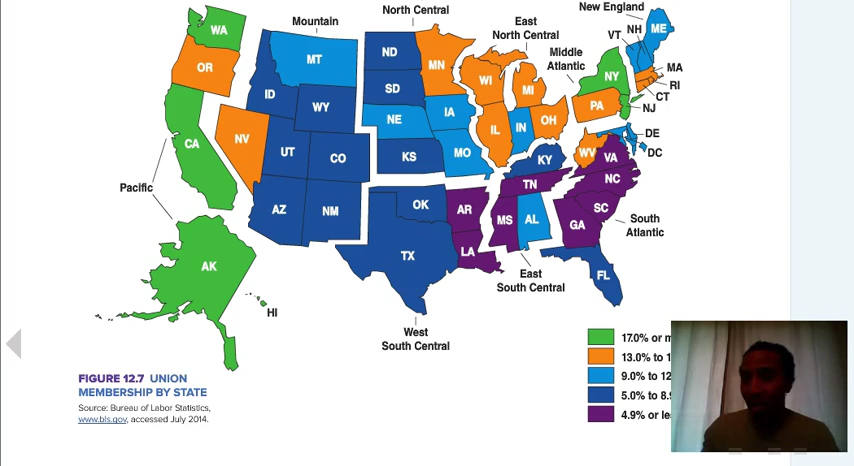 New England
North Central
Mountain
East
North Central
VT
NH
ME
WA
Middle
Atlantic
OR
MT
ND
MN
ID
SD
WI
MI
NY
MA
RI
CT
WY
NE
IA
PA
NJ
NV
IL
IN
OH
CA
UT
CO
KS
MO
WV
DE
DC
KY
VA
Pacific
TN
NC
AZ
NM
OK
AR
MS
AL
GA
SC
South
Atlantic
TX
LA
AK
FL
East
South Central
HI
West
South Central
17.0% or m
13.0% to 1
9.0% to 12
5.0% to 8.9
4.9% or le
FIGURE 12.7 UNION
MEMBERSHIP BY STATE
Source: Bureau of Labor Statistics,
www.bls.gov, accessed July 2014.